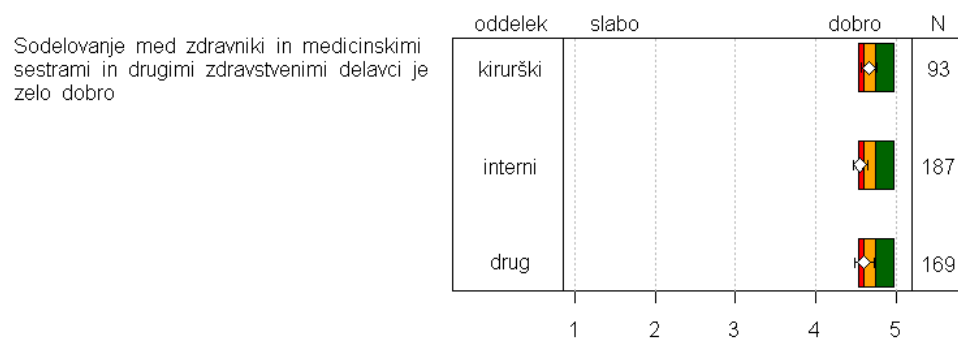 oddelek slabo dobro N
Sodelovanje med zdravniki in medicinskimi
sestrami in drugimi zdravstvenimi delavci je
zelo dobro
kirurški 93
interni 187
drug 169
1 2 3 4 5